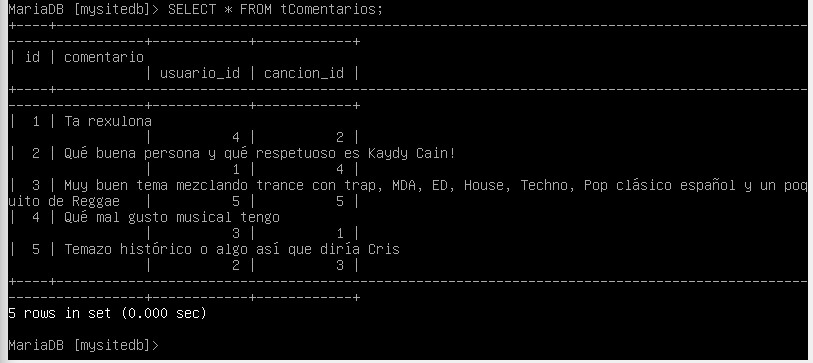 MariaDB [mysitedb]> SELECT * FROM tComentarios;
+----+---------------------------------------------------------------------------------------------
-----------------+------------+------------+
| id | comentario
                 | usuario_id | cancion_id |
+----+---------------------------------------------------------------------------------------------
-----------------+------------+------------+
|  1 | Ta rexulona
                 |          4 |          2 |
|  2 | Qué buena persona y qué respetuoso es Kaydy Cain!
                 |          1 |          4 |
|  3 | Muy buen tema mezclando trance con trap, MDA, ED, House, Techno, Pop clásico español y un poq
uito de Reggae   |          5 |          5 |
|  4 | Qué mal gusto musical tengo
                 |          3 |          1 |
|  5 | Temazo histórico o algo así que diría Cris
                 |          2 |          3 |
+----+---------------------------------------------------------------------------------------------
-----------------+------------+------------+
5 rows in set (0.000 sec)
MariaDB [mysitedb]>